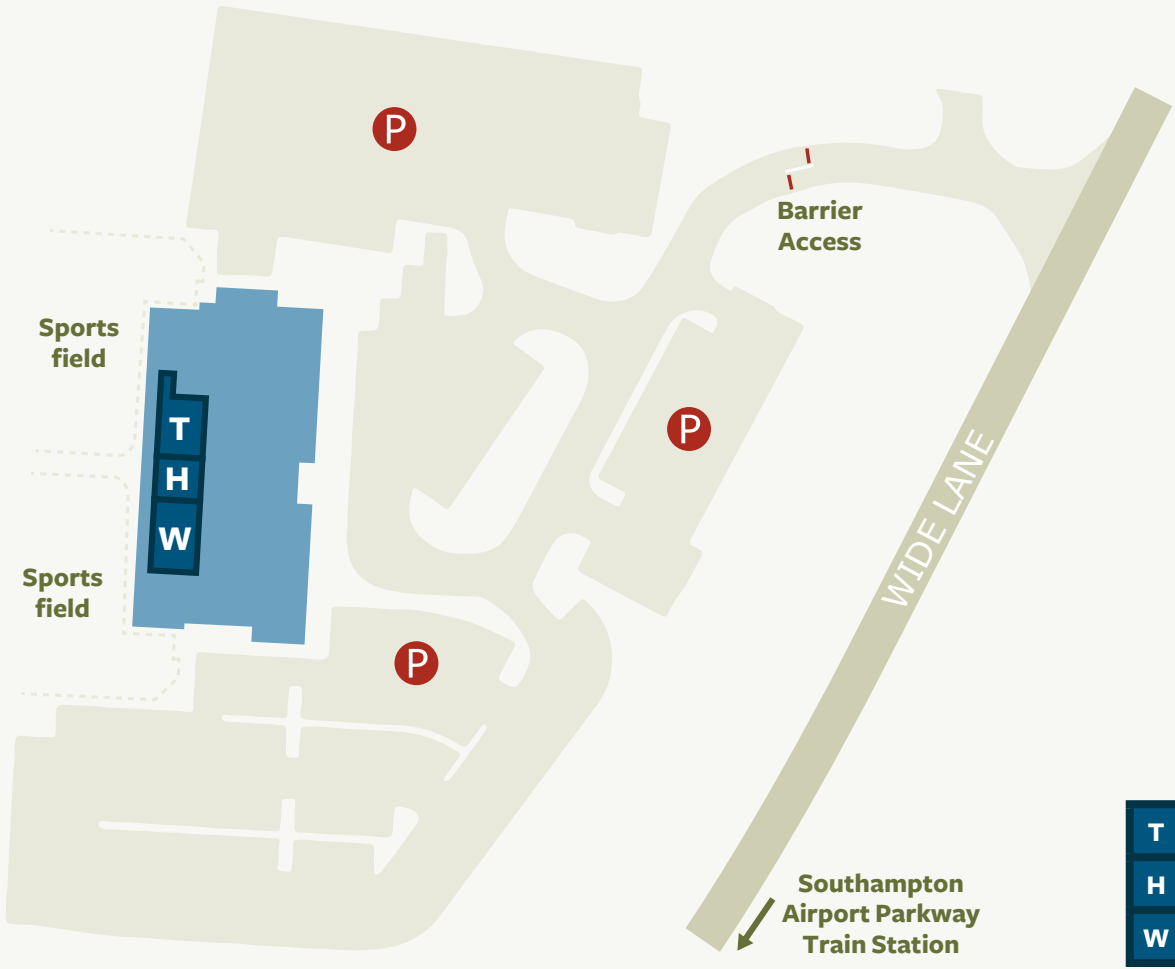 P
Barrier
Access
Sports
field
T
P
H
WIDE LANE
W
Sports
field
P
T
Southampton
H
Airport Parkway
Train Station
W